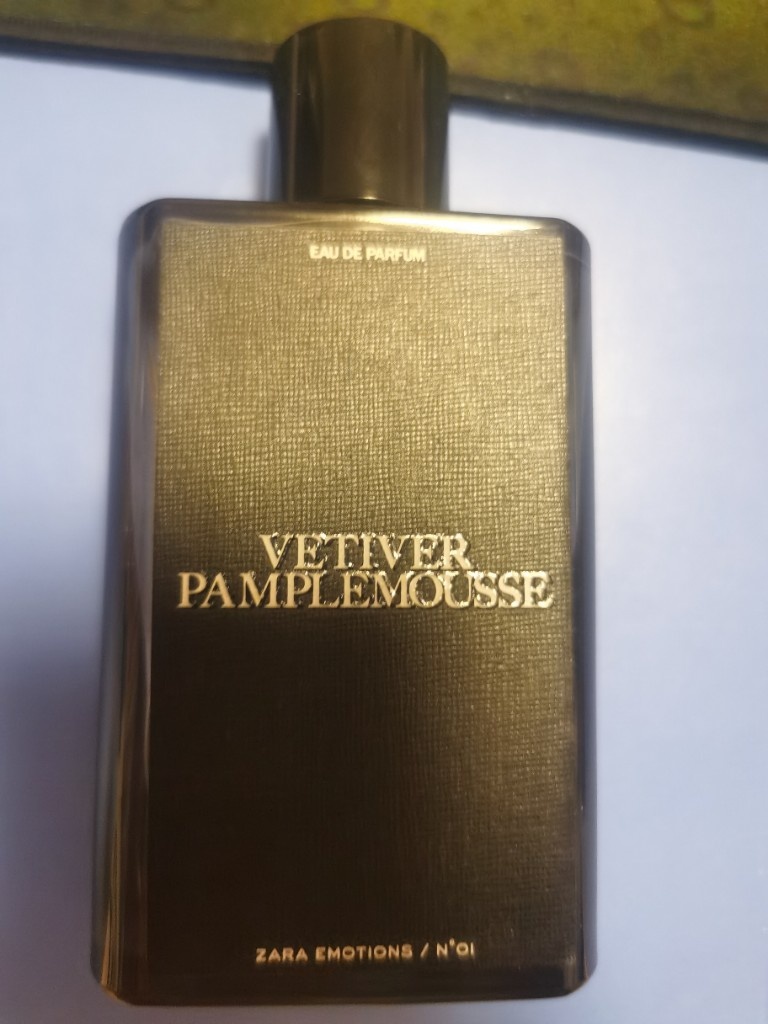 EAU DE PARFUM
VETIVER
PAMPLEMOUSSE
ZARA EMOTIONS / N°01